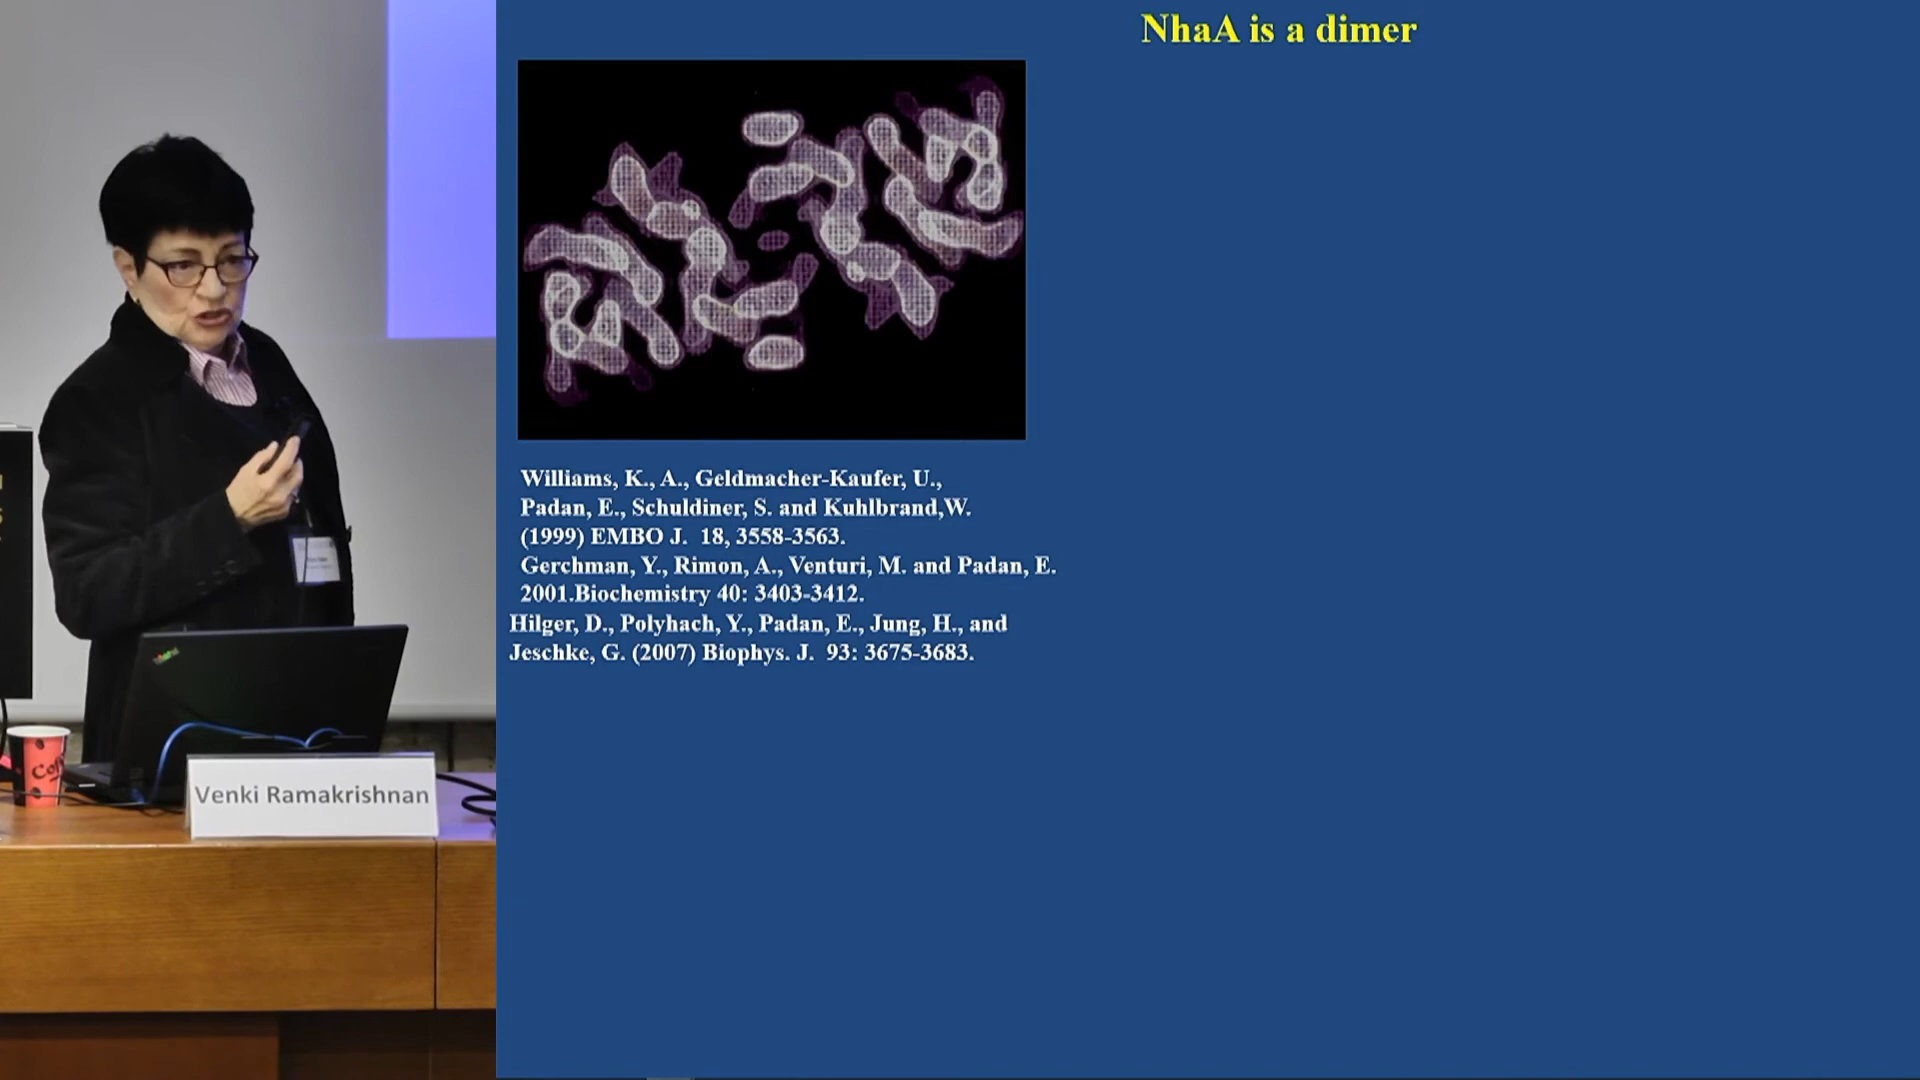 NhaA is a dimer
Williams, K., A., Geldmacher-Kaufer, U.,
Padan, E., Schuldiner, S. and Kuhlbrand,W.
(1999) EMBO J. 18, 3558-3563.
Gerchman, Y., Rimon, A., Venturi, M. and Padan, E.
2001.Biochemistry 40: 3403-3412.
Hilger, D., Polyhach, Y., Padan, E., Jung, H., and
Jeschke, G. (2007) Biophys. J. 93: 3675-3683.
Venki Ramakrishnan